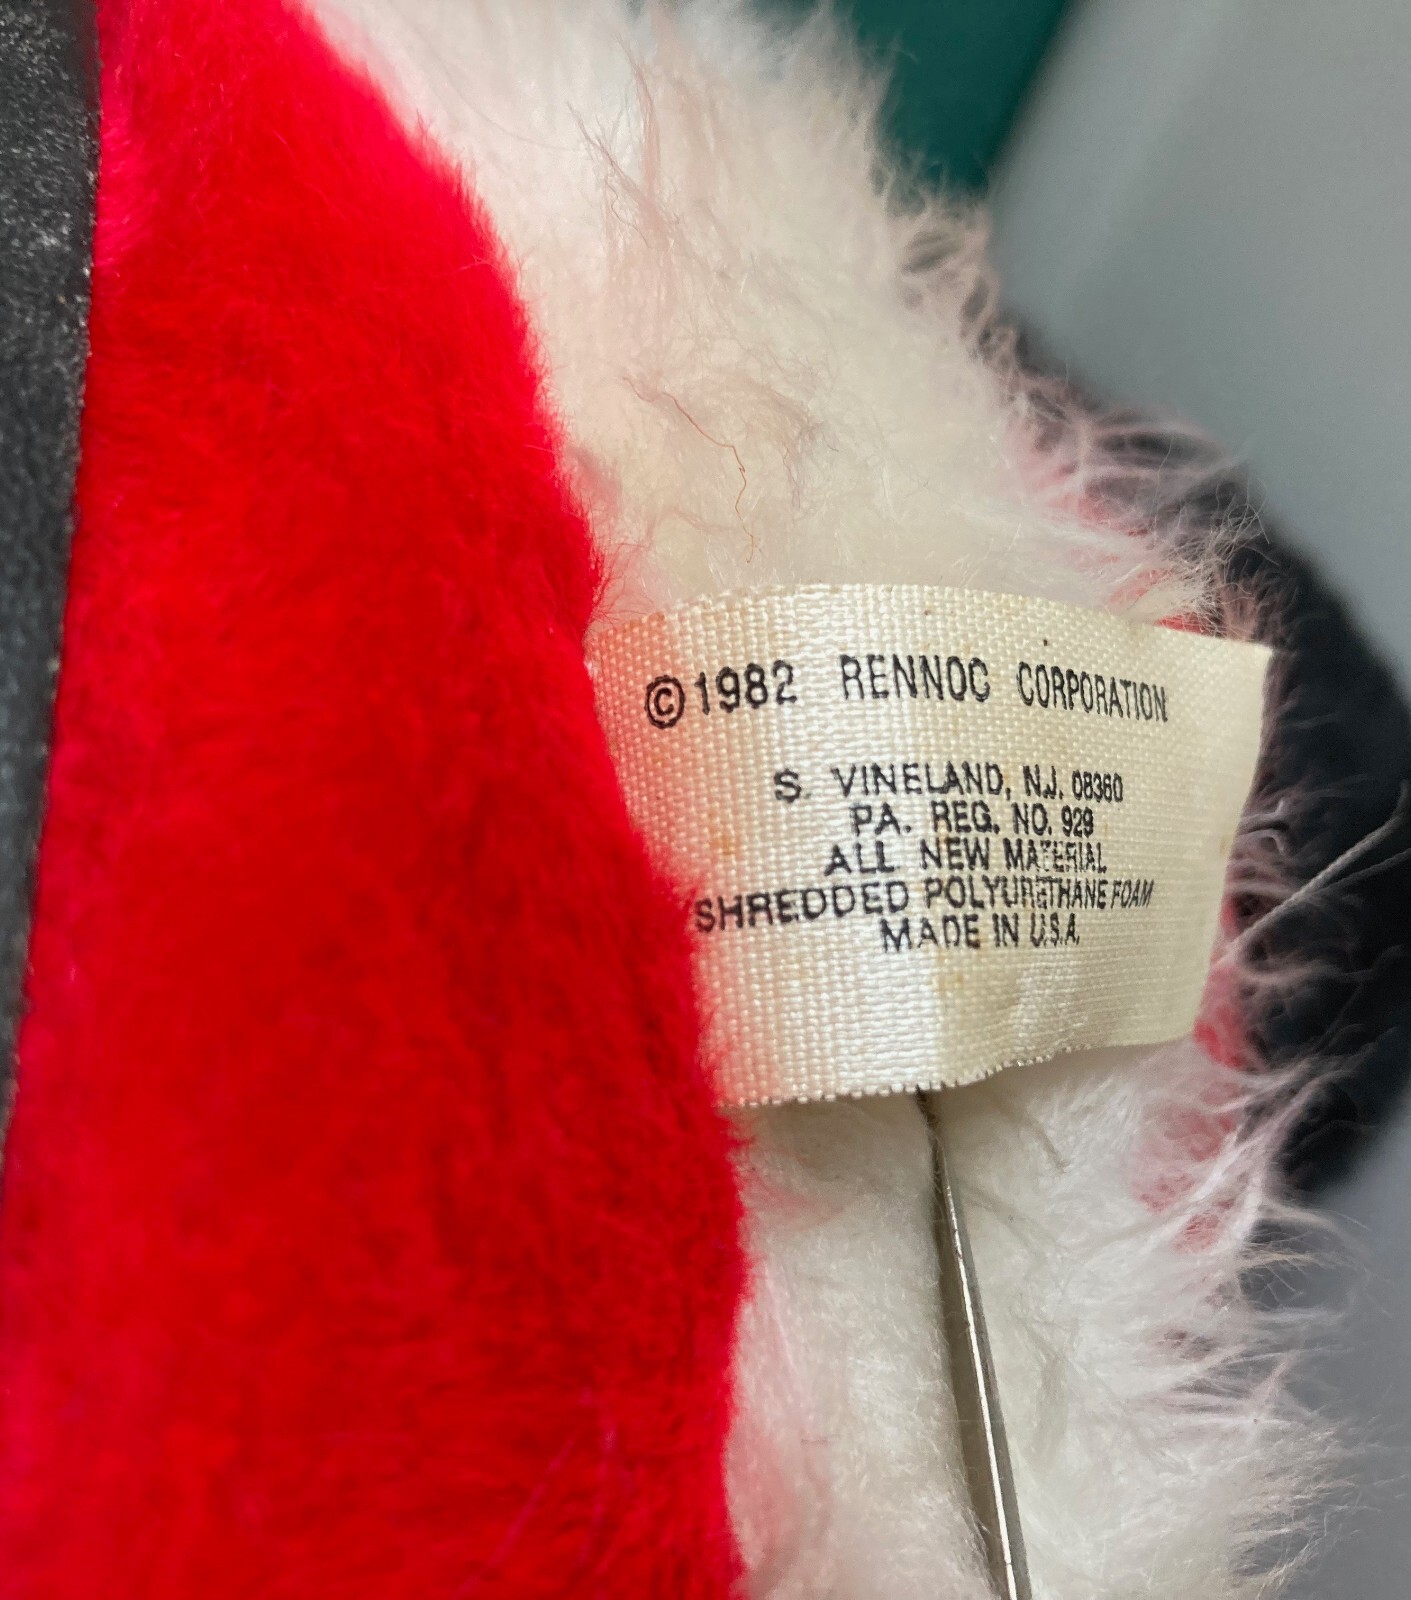 ©1982 RENNOC CORPORATION
S. VINELAND, N.J. 08360
PA. REG. NO. 929
ALL NEW MATERIAL
SHREDDED POLYURETHANE FOAM
MADE IN U.S.A.